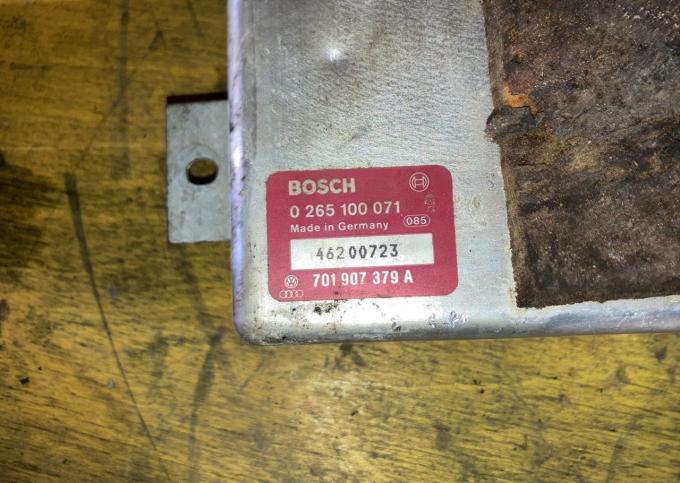 BOSCH
0 265 100 071
Made in Germany 085
46200723
701 907 379 A